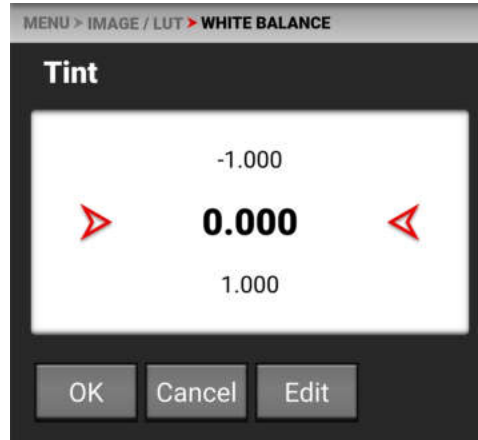 MENU > IMAGE / LUT > WHITE BALANCE
Tint
-1.000
0.000
1.000
OK Cancel Edit